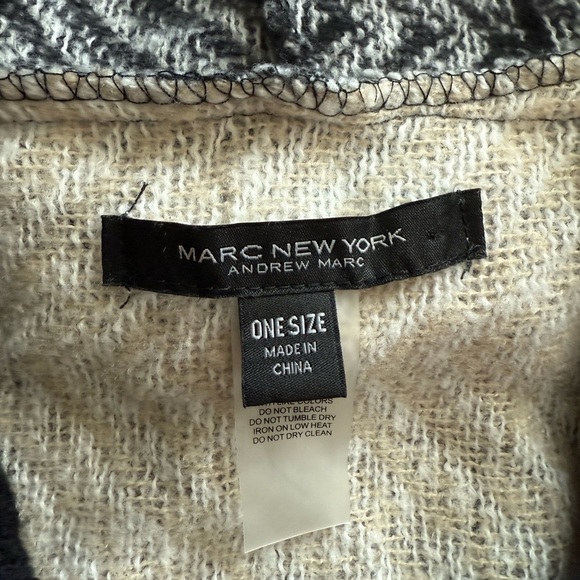 MARC NEW YORK
ANDREW MARC
ONE SIZE
MADE IN
CHINA
COLORS
DO NOT BLEACH
DO NOT TUMBLE DRY
IRON ON LOW HEAT
DO NOT DRY CLEAN